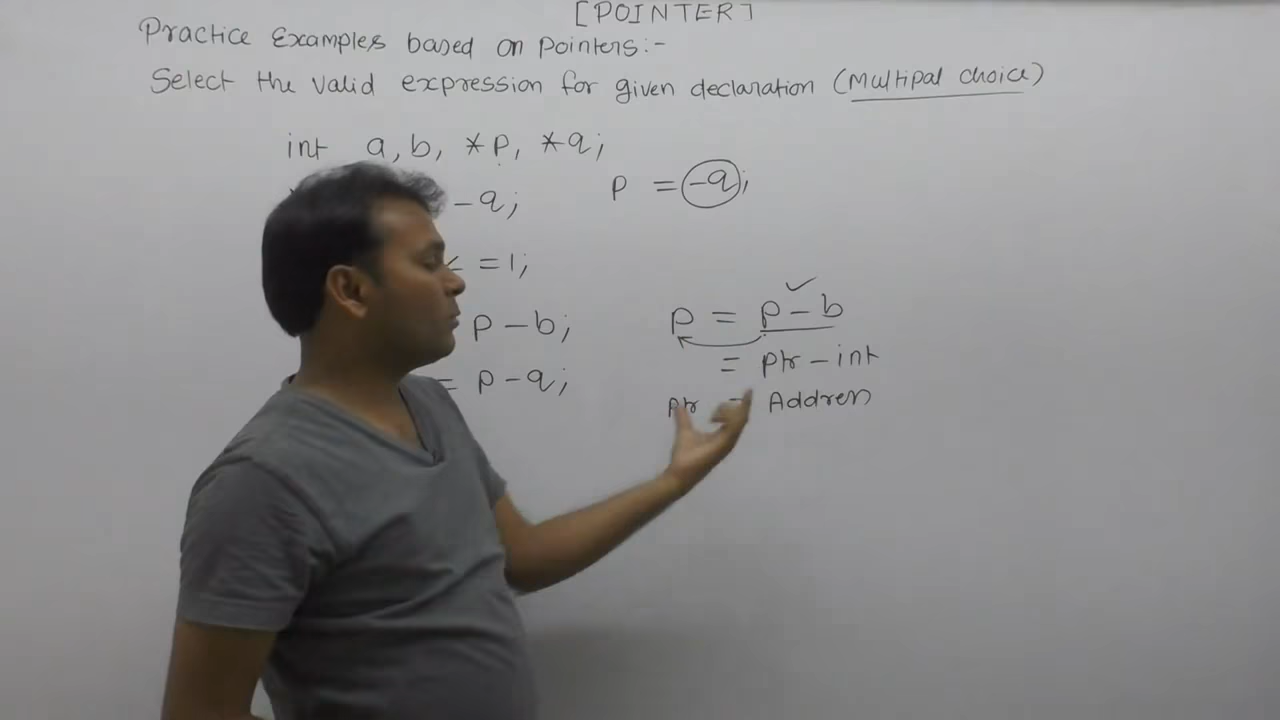 [POINTER]
Practice Examples based on Pointers:-
Select the valid expression for given declaration (Multipal choice)
int a, b, *p, *q;
- q;
p = -q;
= 1;
p - b;
= p - q;
p = p - b
= Ptr - int
Ptr = Address